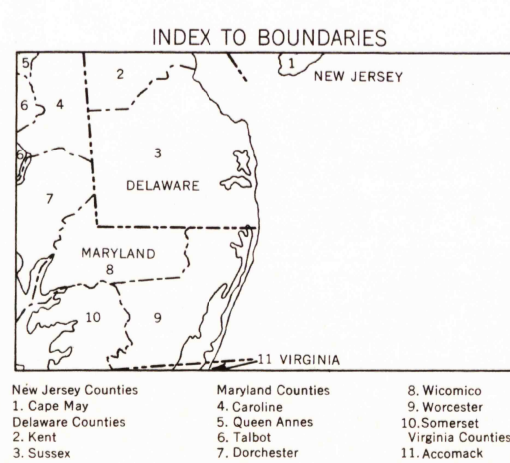 INDEX TO BOUNDARIES
5
2
1
NEW JERSEY
6
4
3
6
DELAWARE
7
MARYLAND
8
10
9
11 VIRGINIA
New Jersey Counties
1. Cape May
Delaware Counties
2. Kent
3. Sussex
Maryland Counties
4. Caroline
5. Queen Annes
6. Talbot
7. Dorchester
8. Wicomico
9. Worcester
10. Somerset
Virginia Counties
11. Accomack